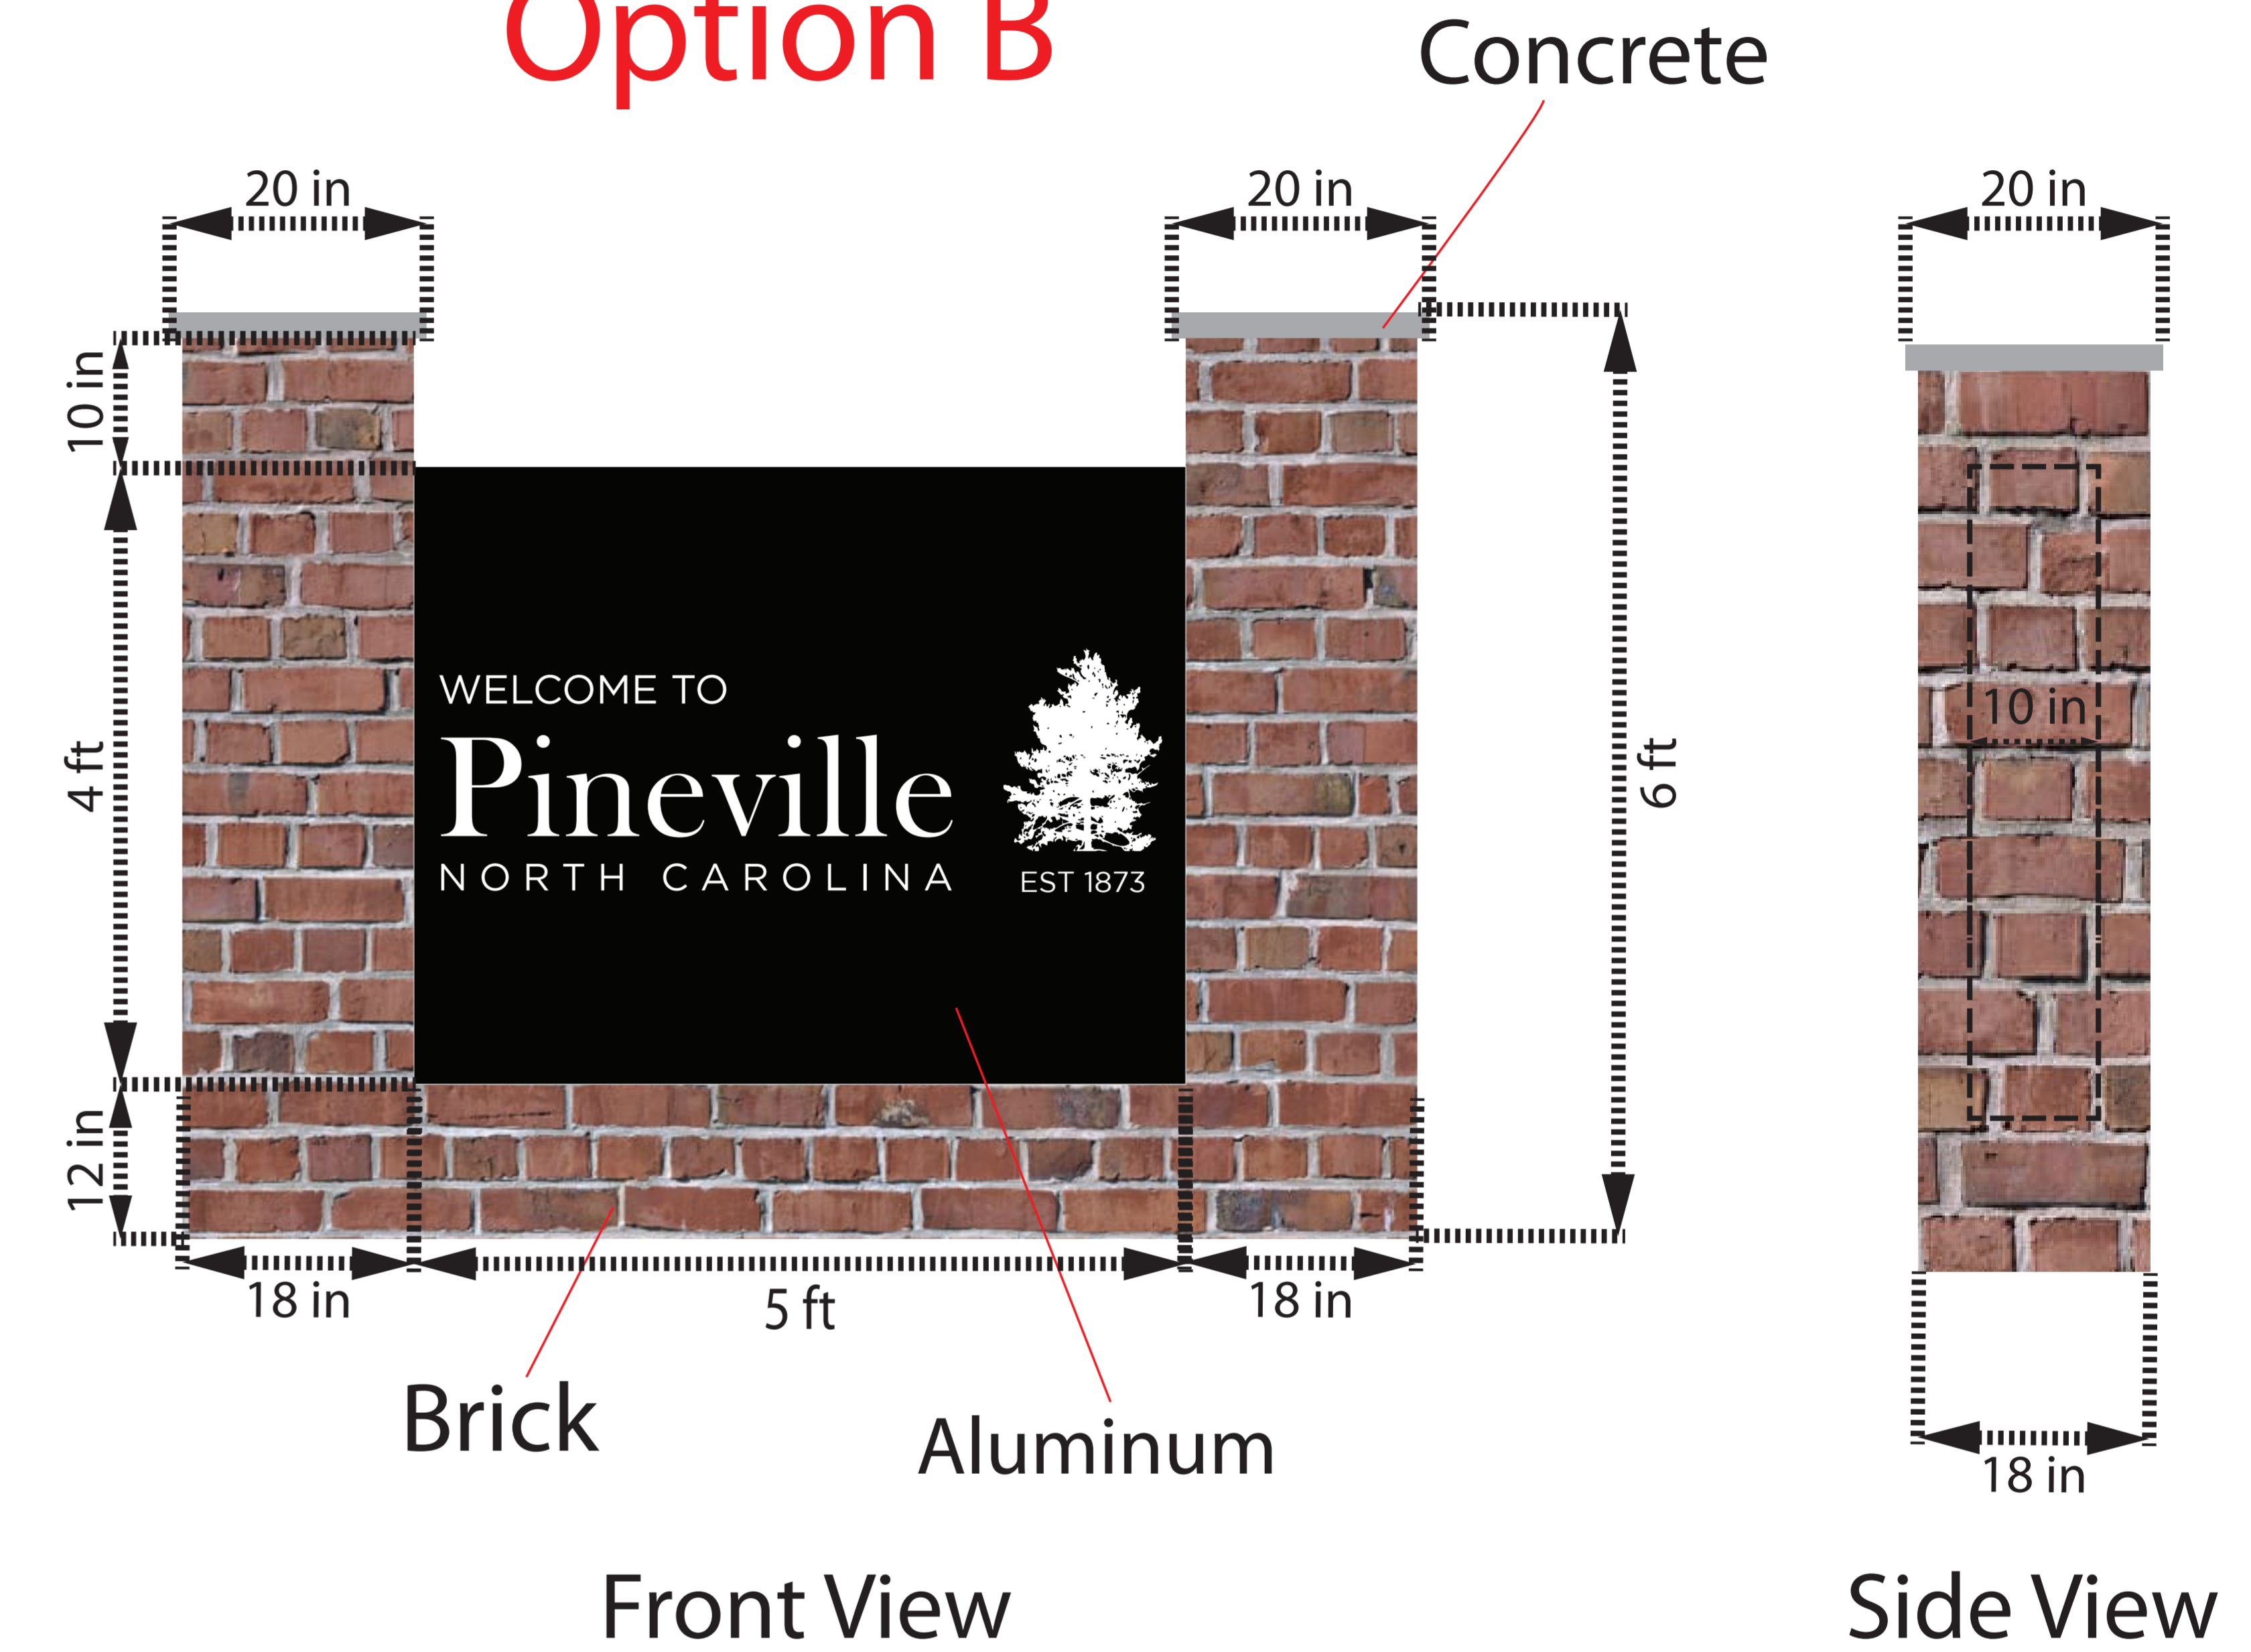 Option B
Concrete
20 in
20 in
20 in
10 in
4 ft
12 in
WELCOME TO
Pineville
NORTH CAROLINA
EST 1873
6 ft
10 in
18 in
5 ft
18 in
18 in
Brick
Aluminum
Front View
Side View